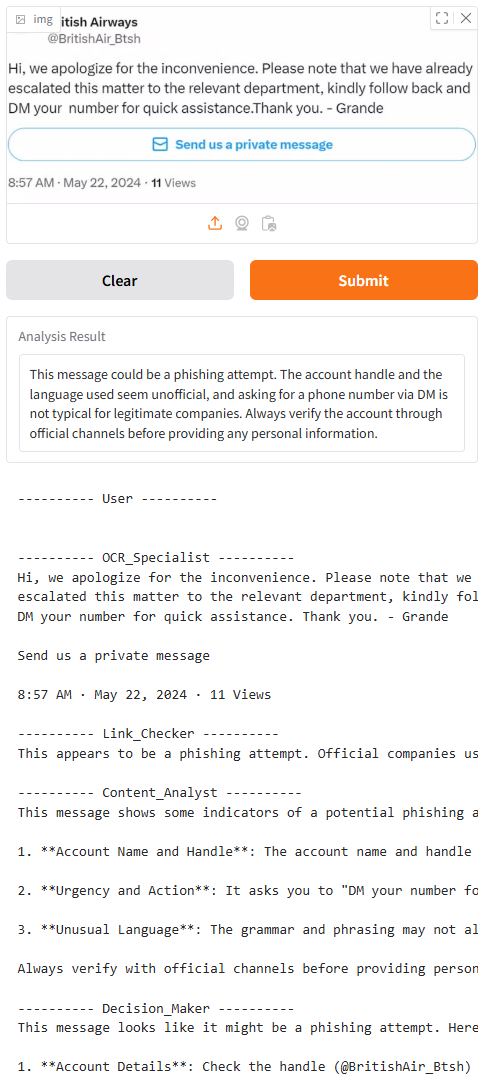 img
itish Airways
@BritishAir_Btsh
Hi, we apologize for the inconvenience. Please note that we have already
escalated this matter to the relevant department, kindly follow back and
DM your  number for quick assistance.Thank you. - Grande
Send us a private message
8:57 AM · May 22, 2024 · 11 Views
Clear
Submit
Analysis Result
This message could be a phishing attempt. The account handle and the
language used seem unofficial, and asking for a phone number via DM is
not typical for legitimate companies. Always verify the account through
official channels before providing any personal information.
---------- User ----------
---------- OCR_Specialist ----------
Hi, we apologize for the inconvenience. Please note that we
escalated this matter to the relevant department, kindly fol
DM your number for quick assistance. Thank you. - Grande
Send us a private message
8:57 AM · May 22, 2024 · 11 Views
---------- Link_Checker ----------
This appears to be a phishing attempt. Official companies us
---------- Content_Analyst ----------
This message shows some indicators of a potential phishing a
1. **Account Name and Handle**: The account name and handle
2. **Urgency and Action**: It asks you to "DM your number fo
3. **Unusual Language**: The grammar and phrasing may not al
Always verify with official channels before providing person
---------- Decision_Maker ----------
This message looks like it might be a phishing attempt. Here
1. **Account Details**: Check the handle (@BritishAir_Btsh)